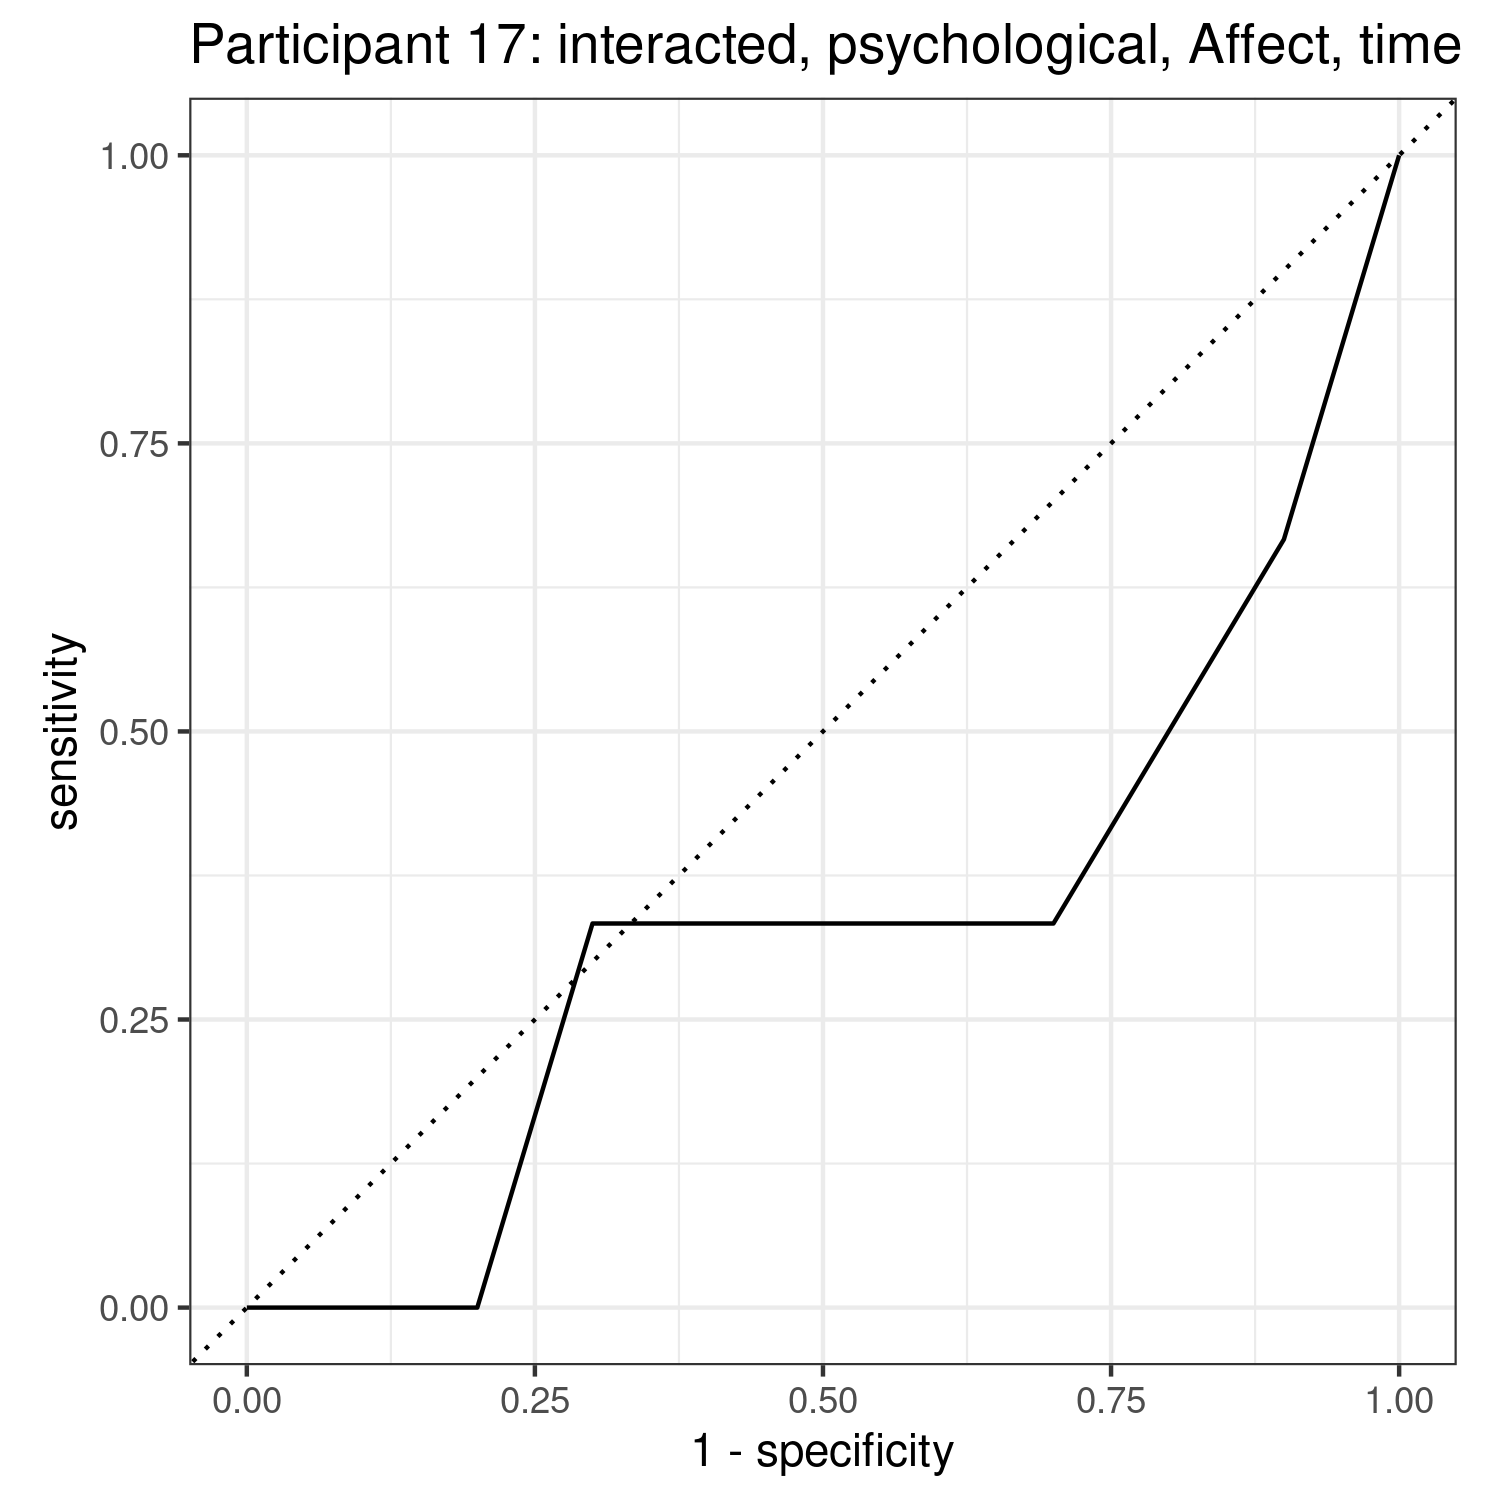 Participant 17: interacted, psychological, Affect, time
1.00
0.75
0.50
0.25
0.00
sensitivity
0.00 0.25 0.50 0.75 1.00
1 - specificity